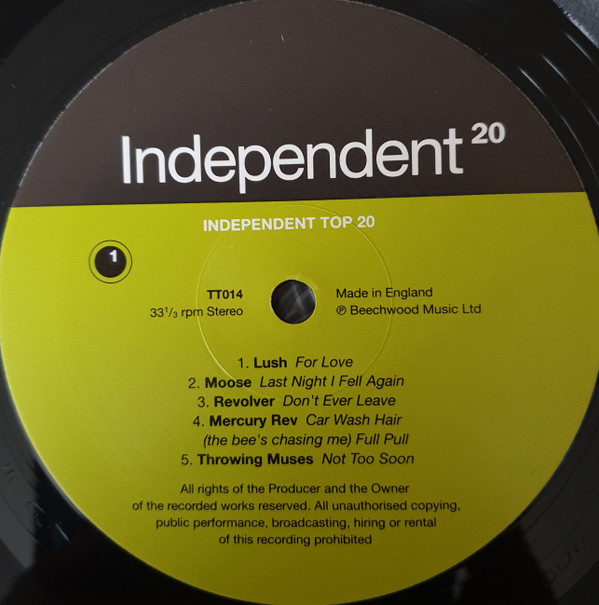 Independent 20
INDEPENDENT TOP 20
1
TT014
33 1/3 rpm Stereo
Made in England
℗ Beechwood Music Ltd
1. Lush For Love
2. Moose Last Night I Fell Again
3. Revolver Don't Ever Leave
4. Mercury Rev Car Wash Hair
(the bee's chasing me) Full Pull
5. Throwing Muses Not Too Soon
All rights of the Producer and the Owner
of the recorded works reserved. All unauthorised copying,
public performance, broadcasting, hiring or rental
of this recording prohibited